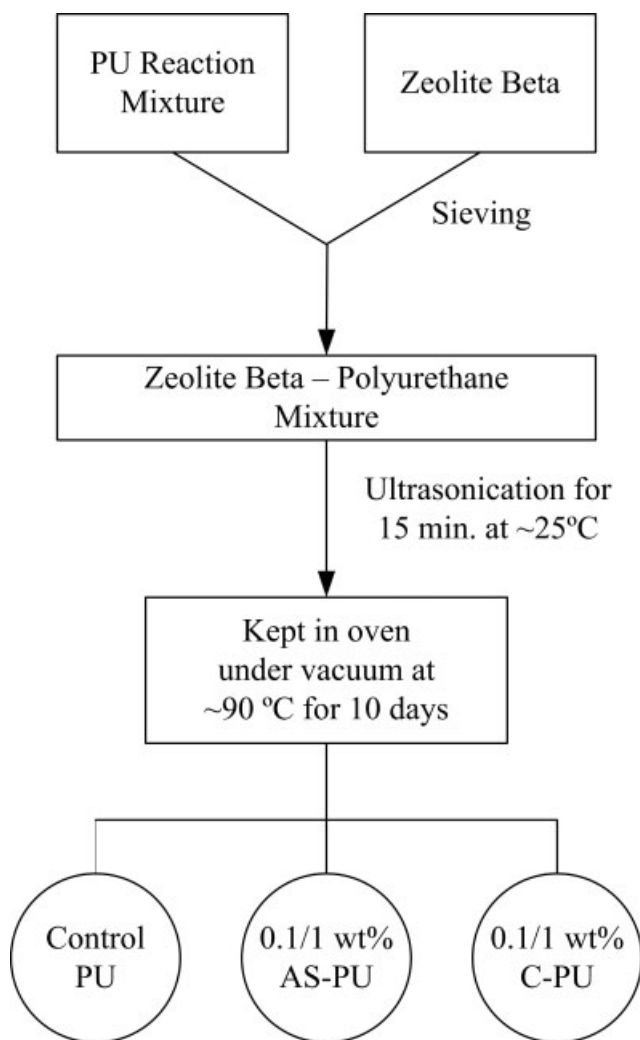 PU Reaction
Mixture
Zeolite Beta
Sieving
Zeolite Beta – Polyurethane
Mixture
Ultrasonication for
15 min. at ~25ºC
Kept in oven
under vacuum at
~90 ºC for 10 days
Control
PU
0.1/1 wt%
AS-PU
0.1/1 wt%
C-PU